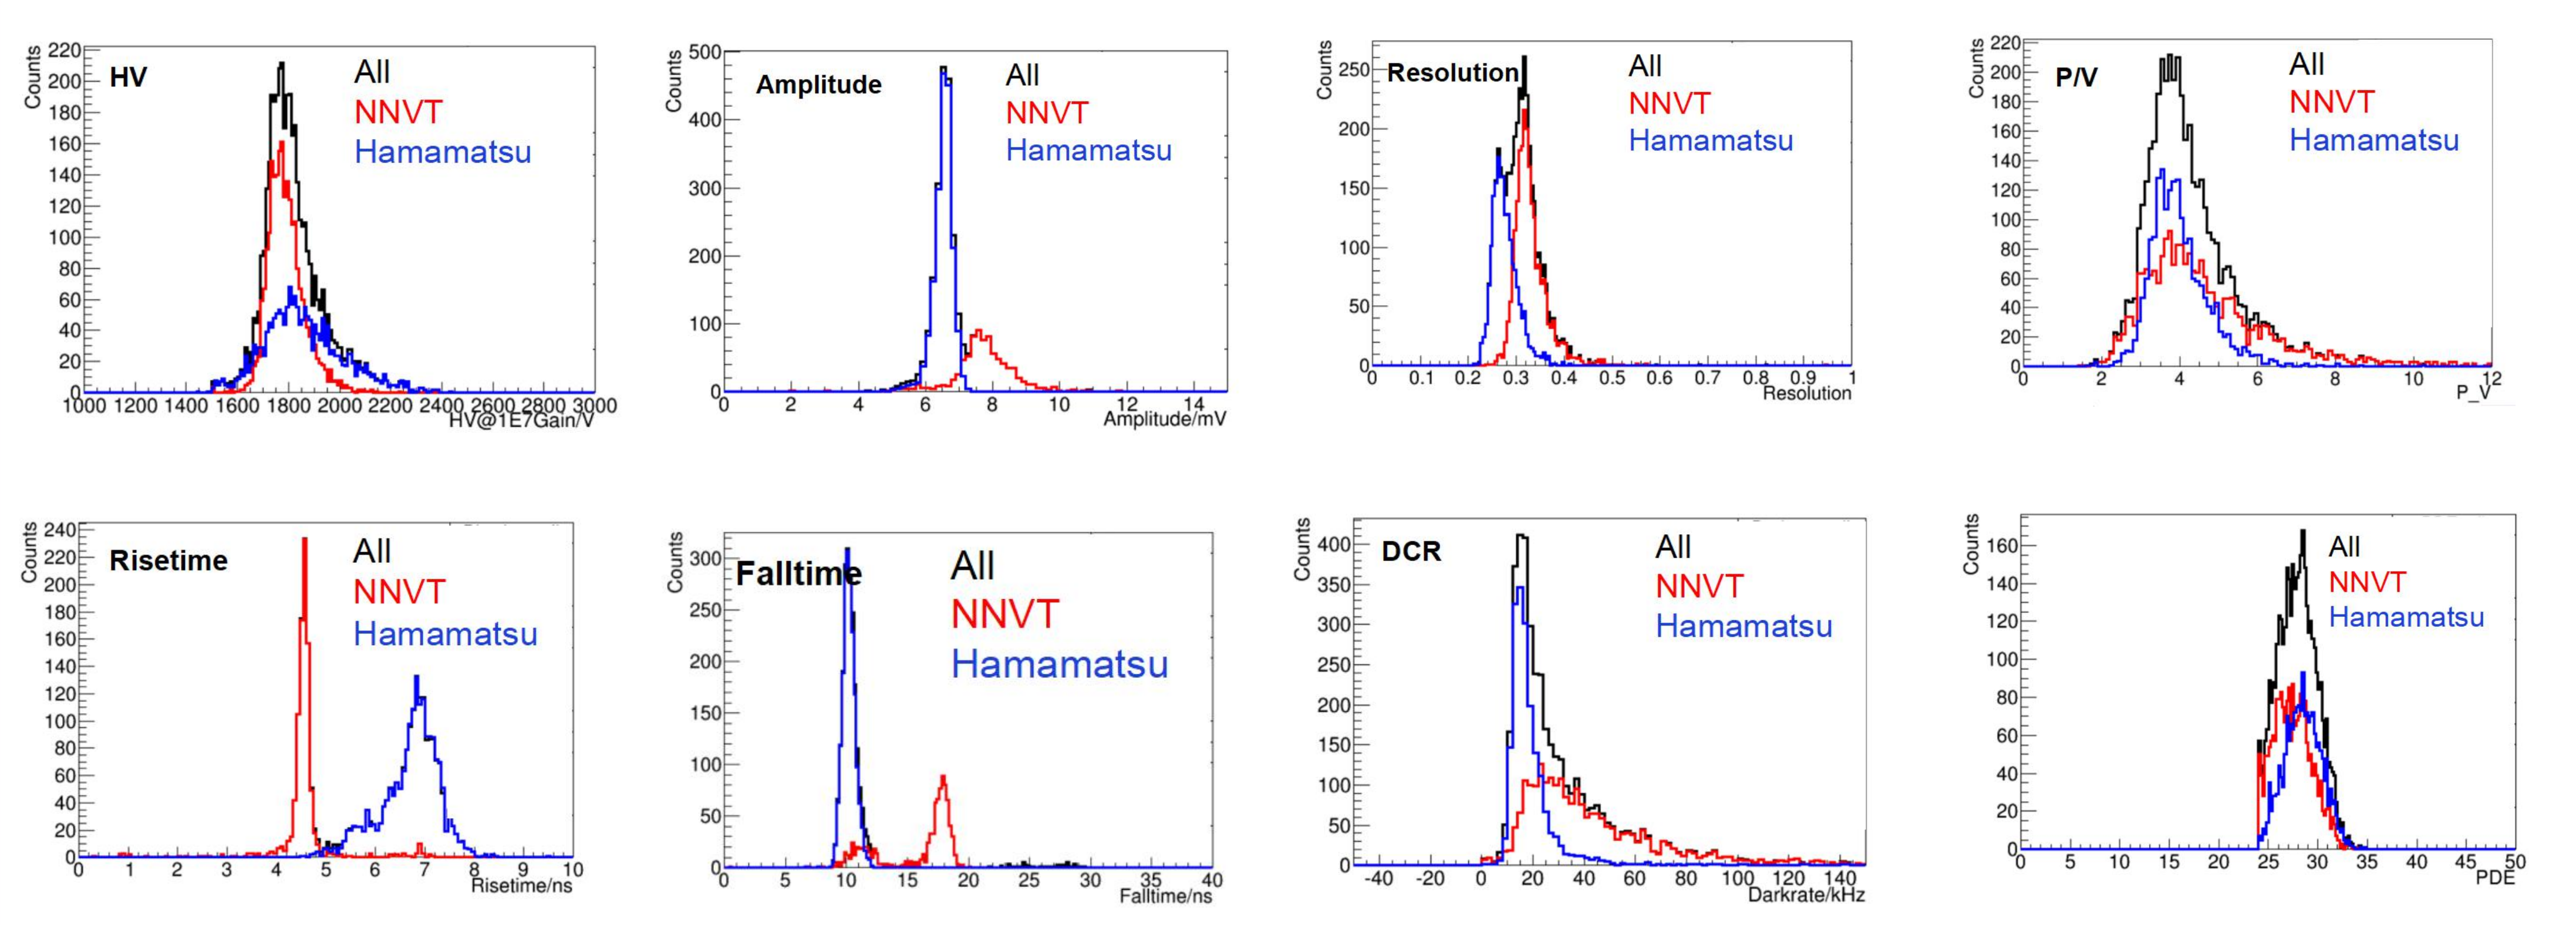 HV
All
NNVT
Hamamatsu
Counts
220
200
180
160
140
120
100
80
60
40
20
0
1000 1200 1400 1600 1800 2000 2200 2400 2600 2800 3000
HV@1E7Gain/V
Amplitude
All
NNVT
Hamamatsu
Counts
500
400
300
200
100
0
0 2 4 6 8 10 12 14
Amplitude/mV
Resolution
All
NNVT
Hamamatsu
Counts
250
200
150
100
50
0
0 0.1 0.2 0.3 0.4 0.5 0.6 0.7 0.8 0.9 1
Resolution
P/V
All
NNVT
Hamamatsu
Counts
220
200
180
160
140
120
100
80
60
40
20
0
0 2 4 6 8 10 12
P_V
Risetime
All
NNVT
Hamamatsu
Counts
240
220
200
180
160
140
120
100
80
60
40
20
0
0 1 2 3 4 5 6 7 8 9 10
Risetime/ns
Falltime
All
NNVT
Hamamatsu
Counts
300
250
200
150
100
50
0
0 5 10 15 20 25 30 35 40
Falltime/ns
DCR
All
NNVT
Hamamatsu
Counts
400
350
300
250
200
150
100
50
0
-40 -20 0 20 40 60 80 100 120 140
Darkrate/kHz
All
NNVT
Hamamatsu
Counts
160
140
120
100
80
60
40
20
0
0 5 10 15 20 25 30 35 40 45 50
PDE